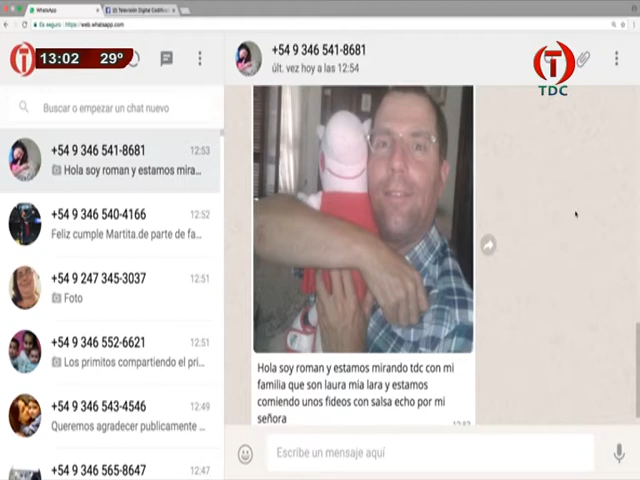 WhatsApp
Televisión Digital Codificada
Es seguro
https://web.whatsapp.com
13:02 29º
TDC
+54 9 346 541-8681
últ. vez hoy a las 12:54
Buscar o empezar un chat nuevo
+54 9 346 541-8681 12:53
Hola soy roman y estamos mira...
+54 9 346 540-4166 12:52
Feliz cumple Martita.de parte de fa...
+54 9 247 345-3037 12:51
Foto
+54 9 346 552-6621 12:51
Los primitos compartiendo el pri...
+54 9 346 543-4546 12:49
Queremos agradecer publicamente ...
+54 9 346 565-8647 12:47
Hola soy roman y estamos mirando tdc con mi
familia que son laura mia lara y estamos
comiendo unos fideos con salsa echo por mi
señora
Escribe un mensaje aquí